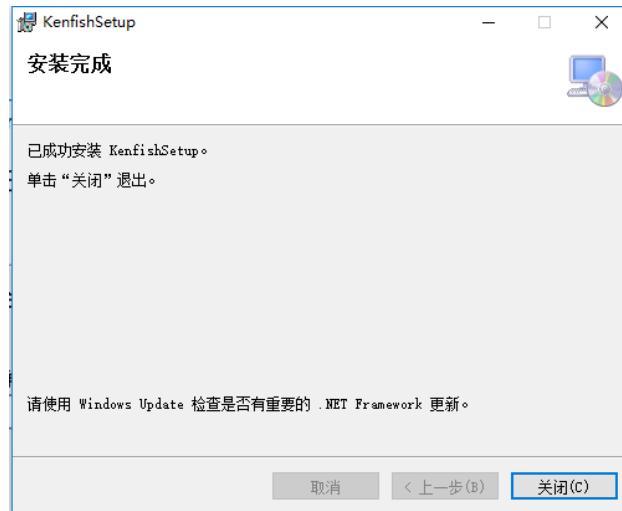 KenfishSetup
安装完成
已成功安装 KenfishSetup。
单击“关闭”退出。
请使用 Windows Update 检查是否有重要的 .NET Framework 更新。
取消
< 上一步(B)
关闭(C)